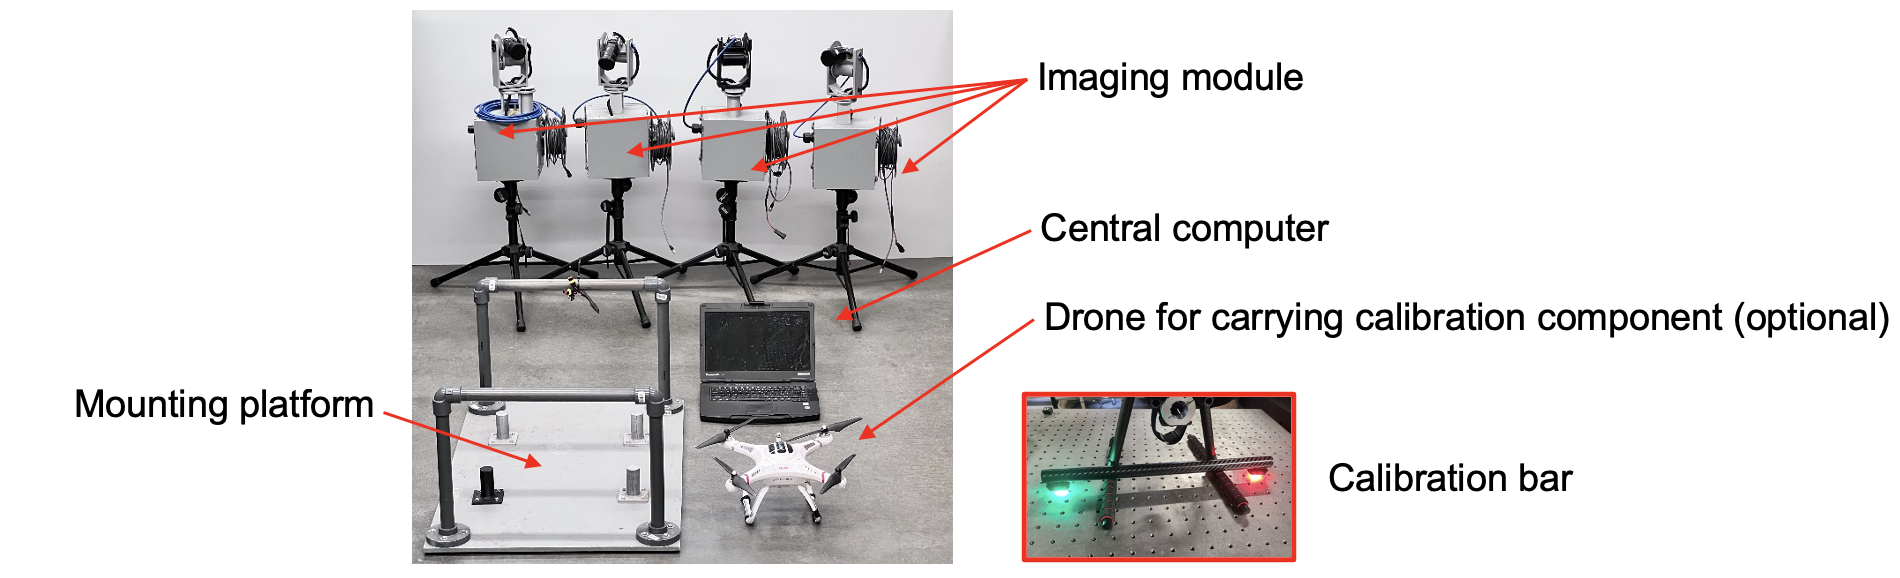 Imaging module
Central computer
Drone for carrying calibration component (optional)
Mounting platform
Calibration bar